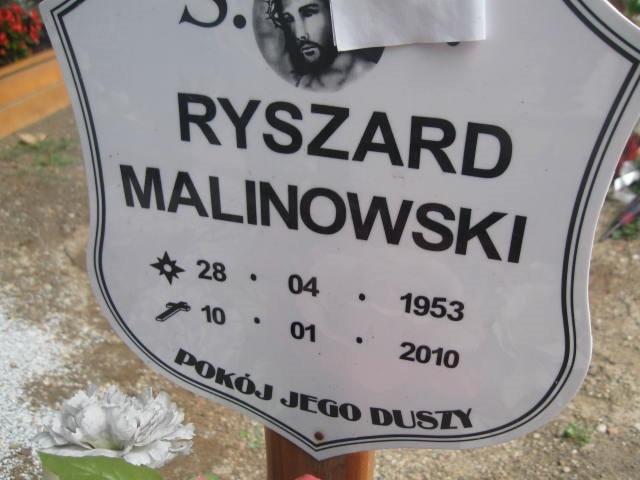 S.
RYSZARD
MALINOWSKI
28 · 04 · 1953
10 · 01 · 2010
POKÓJ JEGO DUSZY